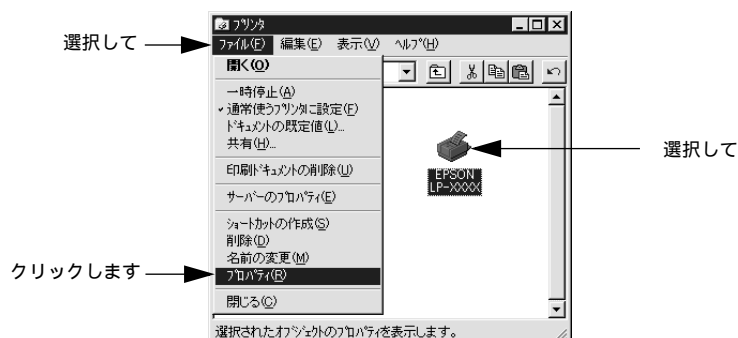 プリンタ
選択して
ファイル(F) 編集(E) 表示(V) ヘルプ(H)
開く(O)
一時停止(A)
通常使うプリンタに設定(F)
ドキュメントの既定値(L)...
共有(H)...
選択して
EPSON
LP-XXXX
印刷ドキュメントの削除(U)
サーバーのプロパティ(E)
ショートカットの作成(S)
削除(D)
名前の変更(M)
クリックします
プロパティ(R)
閉じる(C)
選択されたオブジェクトのプロパティを表示します。